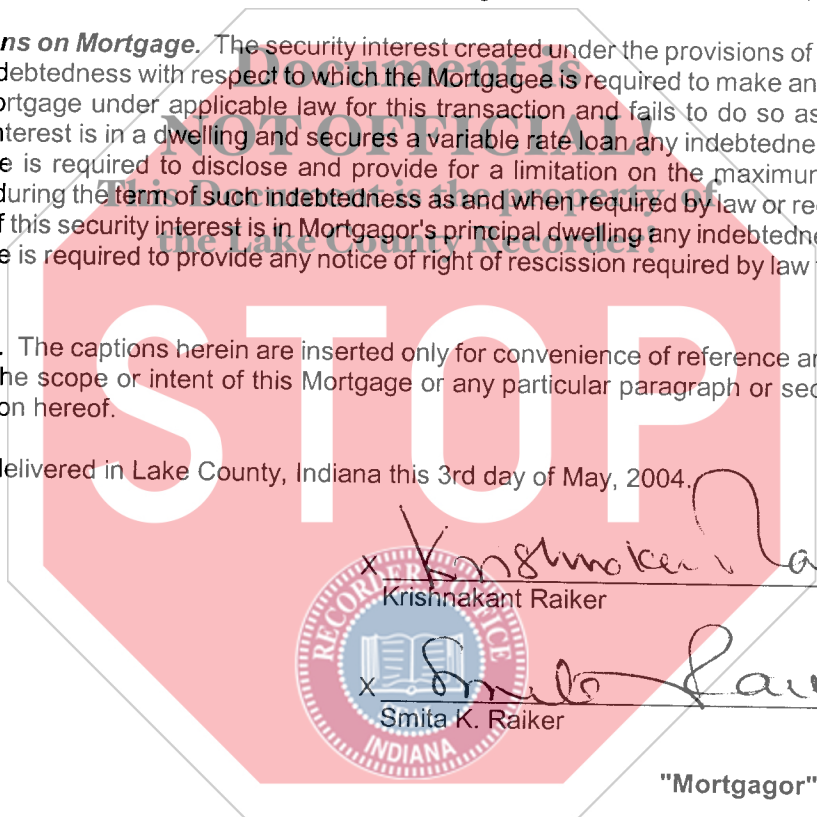 ns on Mortgage. The security interest created under the provisions of
Document is
debtedness with respect to which the Mortgagee is required to make an
ortgage under applicable law for this transaction and fails to do so as
NOT OFFICIAL!
nterest is in a dwelling and secures a variable rate loan any indebtedne
e is required to disclose and provide for a limitation on the maximum
This Document is the property of
during the term of such indebtedness as and when required by law or re
the Lake County Recorder!
f this security interest is in Mortgagor's principal dwelling any indebtedne
e is required to provide any notice of right of rescission required by law
STOP
. The captions herein are inserted only for convenience of reference a
he scope or intent of this Mortgage or any particular paragraph or sec
on hereof.
delivered in Lake County, Indiana this 3rd day of May, 2004.
X
Krishnakant Raiker
RECORDER'S OFFICE
X Smita
Smita K. Raiker
INDIANA
"Mortgagor"